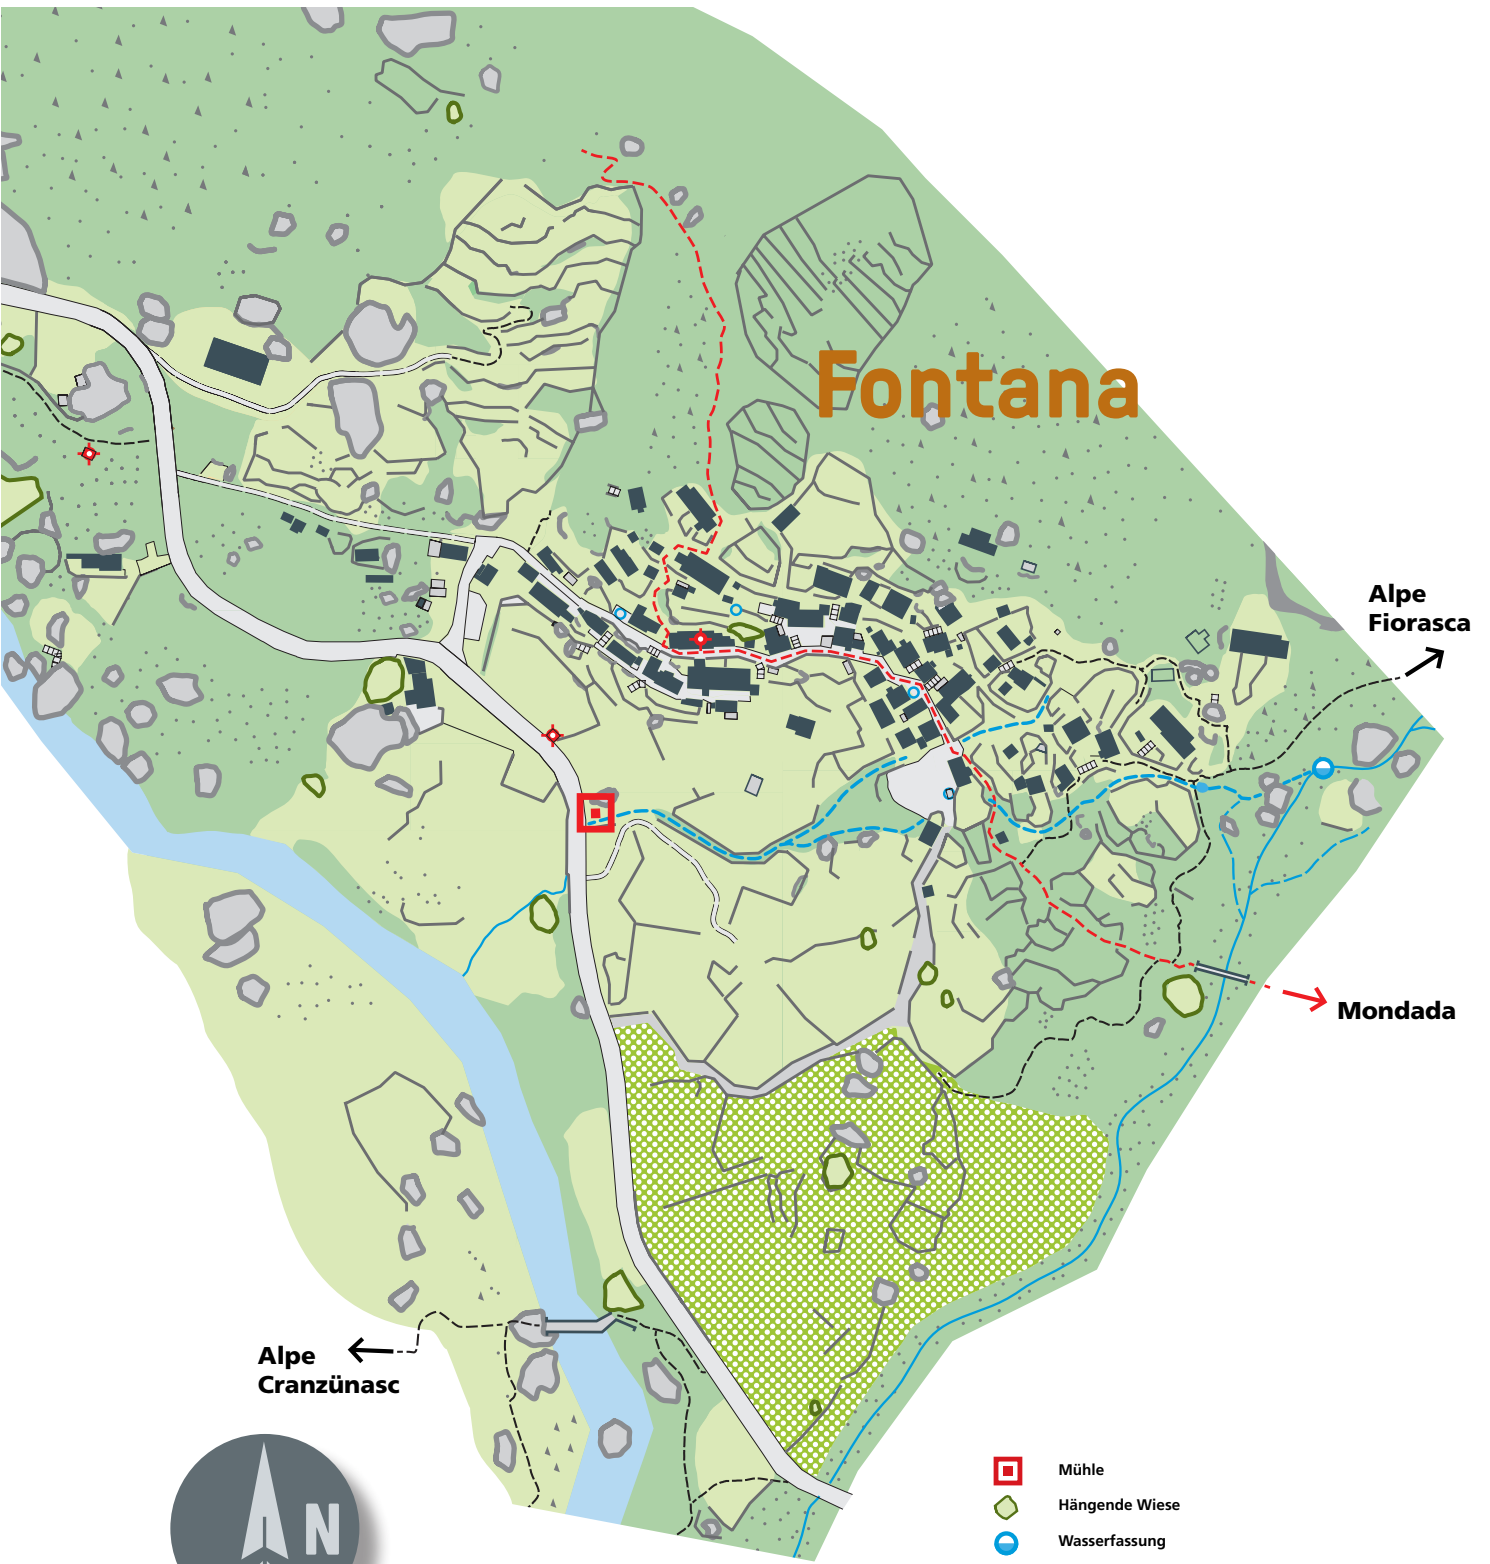 Fontana
Alpe
Fiorasca
Mondada
Alpe
Cranzünasc
N
Mühle
Hängende Wiese
Wasserfassung